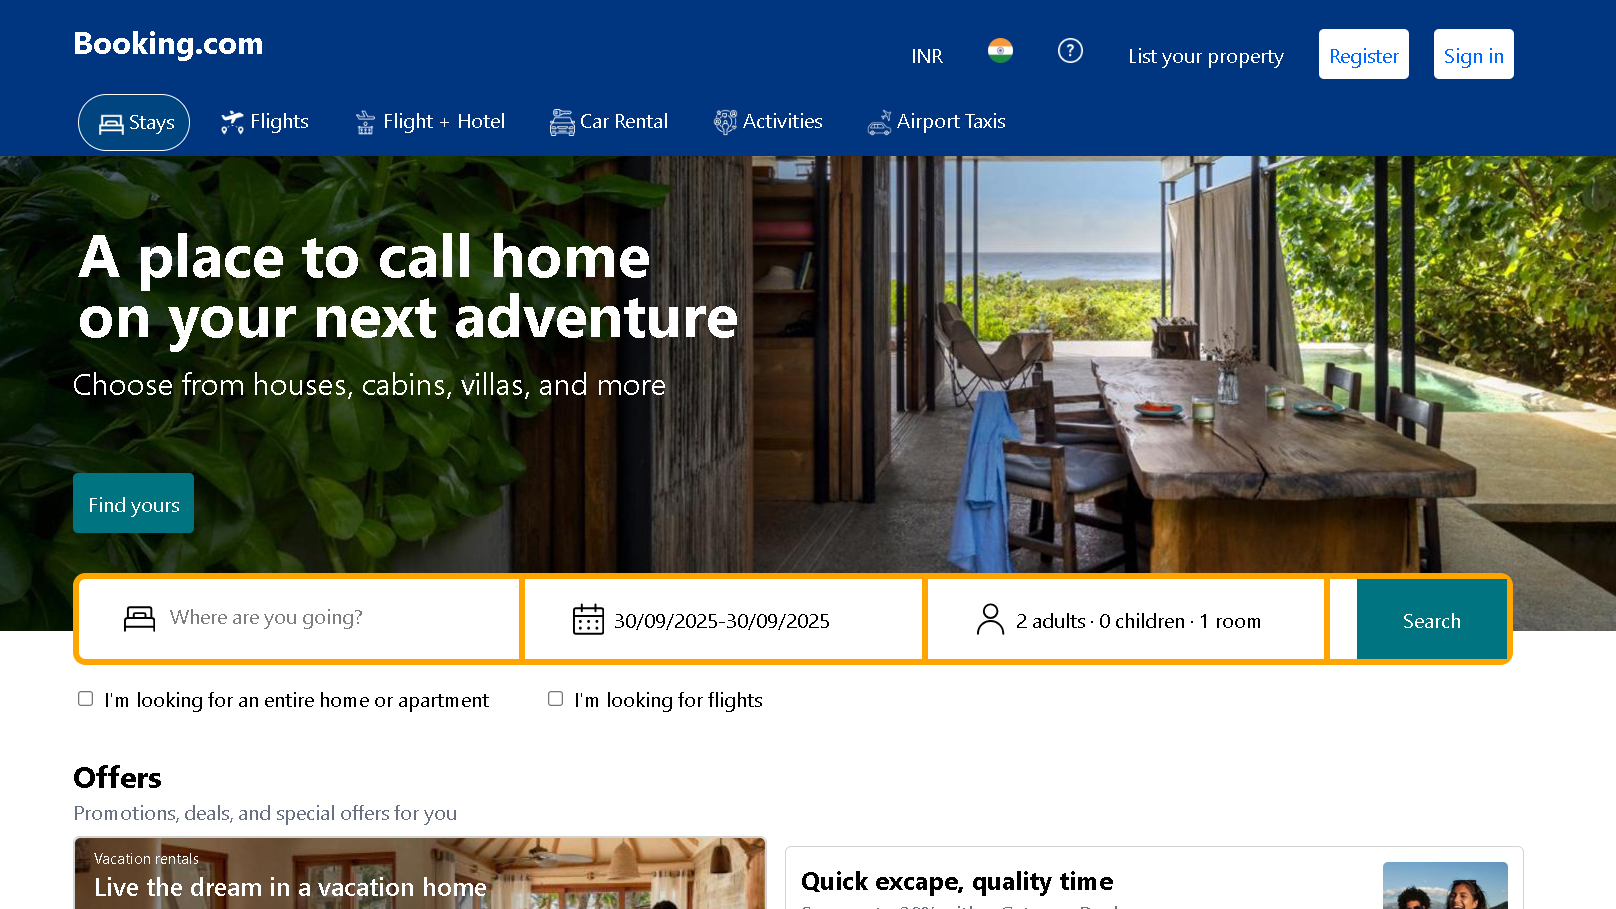 Booking.com
INR
List your property
Register
Sign in
Stays
Flights
Flight + Hotel
Car Rental
Activities
Airport Taxis
A place to call home
on your next adventure
Choose from houses, cabins, villas, and more
Find yours
Where are you going?
30/09/2025-30/09/2025
2 adults · 0 children · 1 room
Search
I'm looking for an entire home or apartment
I'm looking for flights
Offers
Promotions, deals, and special offers for you
Vacation rentals
Live the dream in a vacation home
Quick excape, quality time